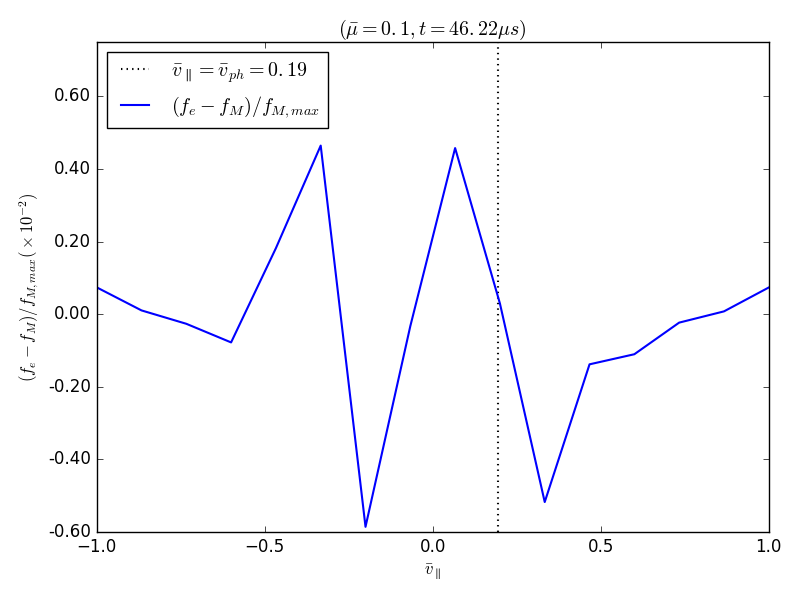 (μ̄ = 0.1, t = 46.22μs)
v̄∥ = v̄ph = 0.19
(fe − fM)/fM,max
(fe − fM)/fM,max(×10⁻²)
0.60
0.40
0.20
0.00
-0.20
-0.40
-0.60
−1.0 −0.5 0.0 0.5 1.0
v̄∥